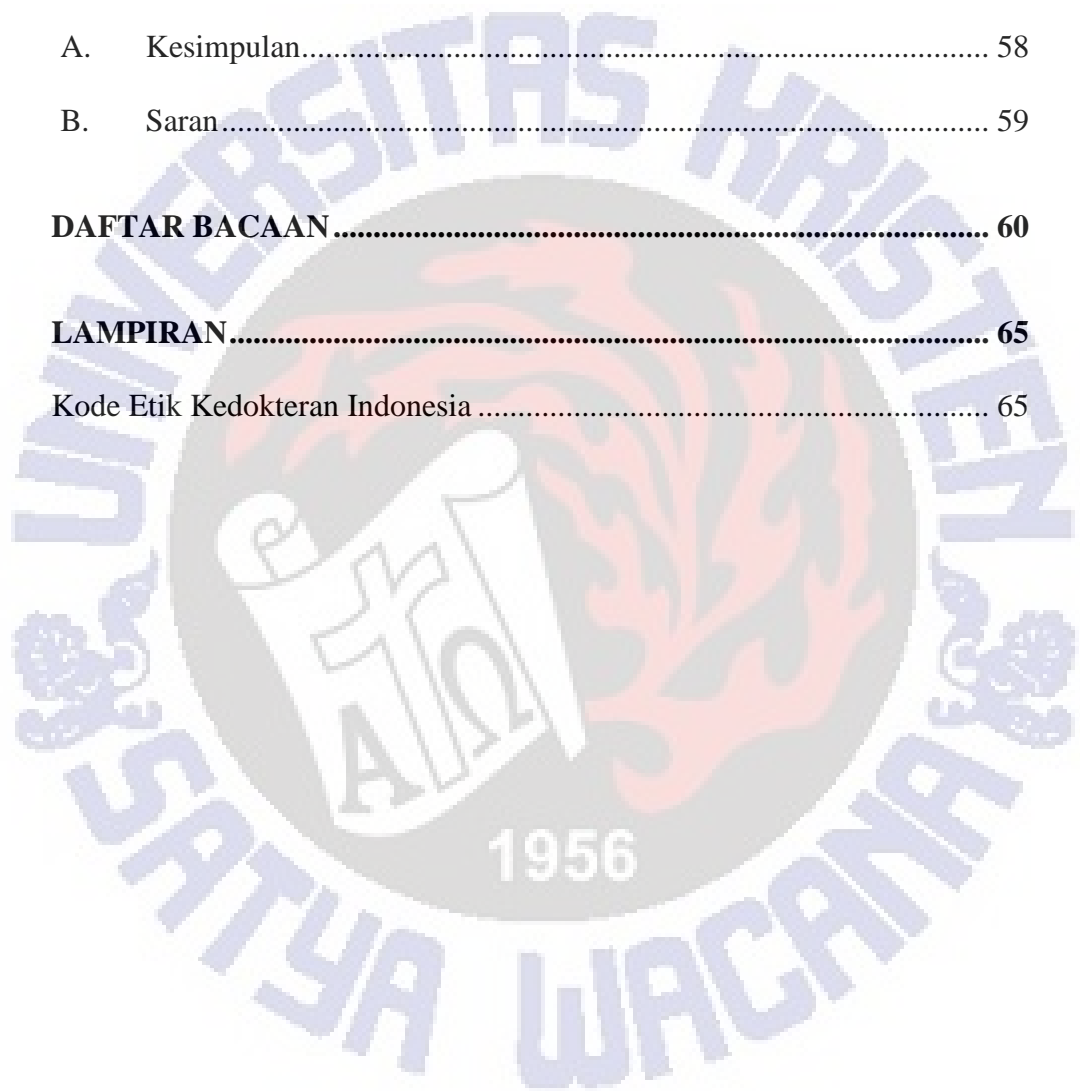 A. Kesimpulan........................................................................................ 58
B. Saran.................................................................................................. 59
DAFTAR BACAAN.................................................................................... 60
LAMPIRAN................................................................................................ 65
Kode Etik Kedokteran Indonesia ................................................................. 65
UNIVERSITAS KRISTEN
Α Ω
1956
SATYA WACANA